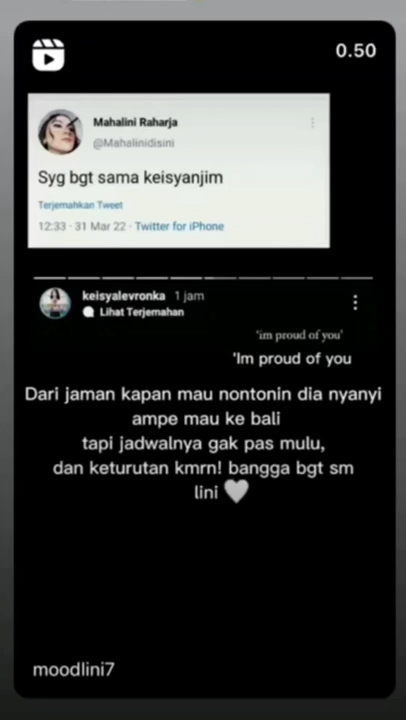 0.50
Mahalini Raharja
@Mahalinidisini
Syg bgt sama keisyanjim
Terjemahkan Tweet
12:33 · 31 Mar 22 · Twitter for iPhone
keisyalevronka 1 jam
Lihat Terjemahan
'im proud of you'
'Im proud of you
Dari jaman kapan mau nontonin dia nyanyi
ampe mau ke bali
tapi jadwalnya gak pas mulu,
dan keturutan kmrn! bangga bgt sm
lini 🤍
moodlini7